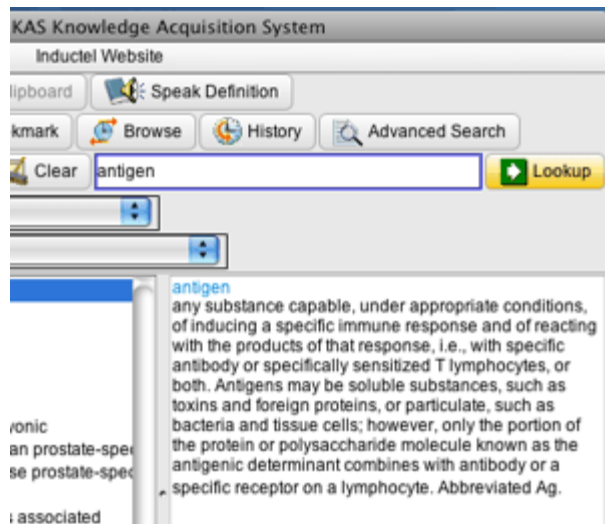 KAS Knowledge Acquisition System
Inductel Website
lipboard Speak Definition
kmark Browse History Advanced Search
Clear antigen Lookup
antigen
any substance capable, under appropriate conditions,
of inducing a specific immune response and of reacting
with the products of that response, i.e., with specific
antibody or specifically sensitized T lymphocytes, or
both. Antigens may be soluble substances, such as
toxins and foreign proteins, or particulate, such as
bacteria and tissue cells; however, only the portion of
the protein or polysaccharide molecule known as the
antigenic determinant combines with antibody or a
specific receptor on a lymphocyte. Abbreviated Ag.
yonic
an prostate-spe
se prostate-spec
associated